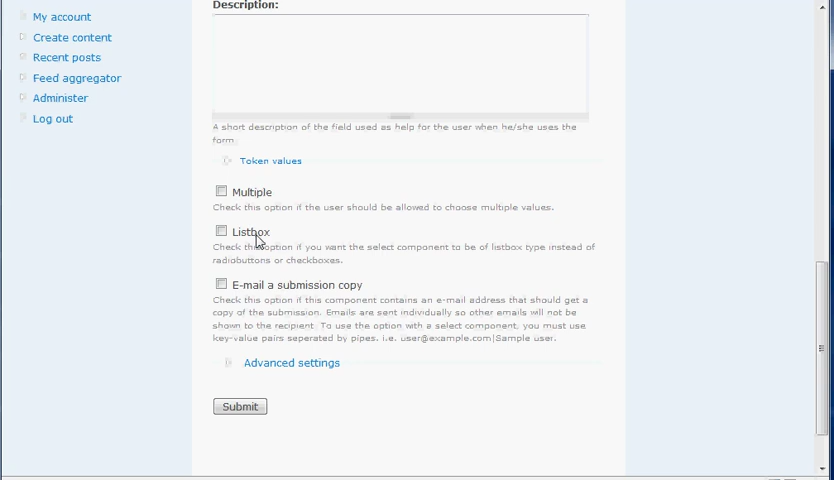 Description:
My account
Create content
Recent posts
Feed aggregator
Administer
Log out
A short description of the field used as help for the user when he/she uses the
form.
Token values
Multiple
Check this option if the user should be allowed to choose multiple values.
Listbox
Check this option if you want the select component to be of listbox type instead of
radiobuttons or checkboxes.
E-mail a submission copy
Check this option if this component contains an e-mail address that should get a
copy of the submission. Emails are sent individually so other emails will not be
shown to the recipient. To use the option with a select component, you must use
key-value pairs seperated by pipes. i.e. user@example.com|Sample user.
Advanced settings
Submit